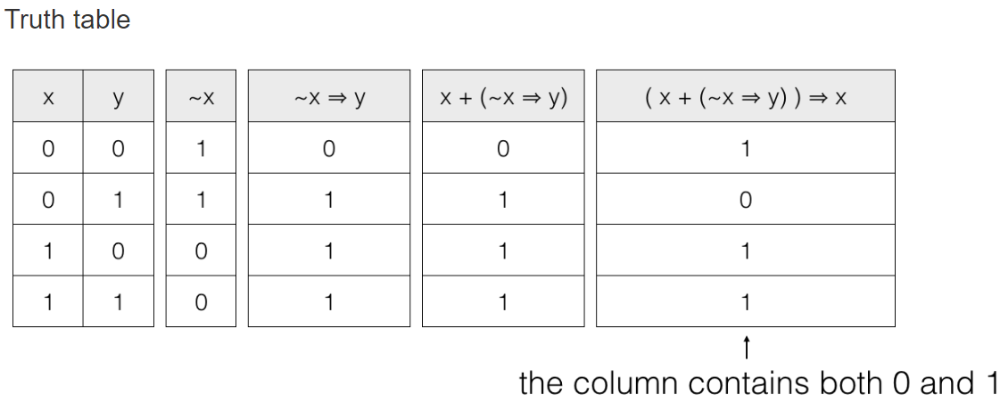 Truth table
x y ~x ~x ⇒ y x + (~x ⇒ y) ( x + (~x ⇒ y) ) ⇒ x
0 0 1 0 0 1
0 1 1 1 1 0
1 0 0 1 1 1
1 1 0 1 1 1
the column contains both 0 and 1